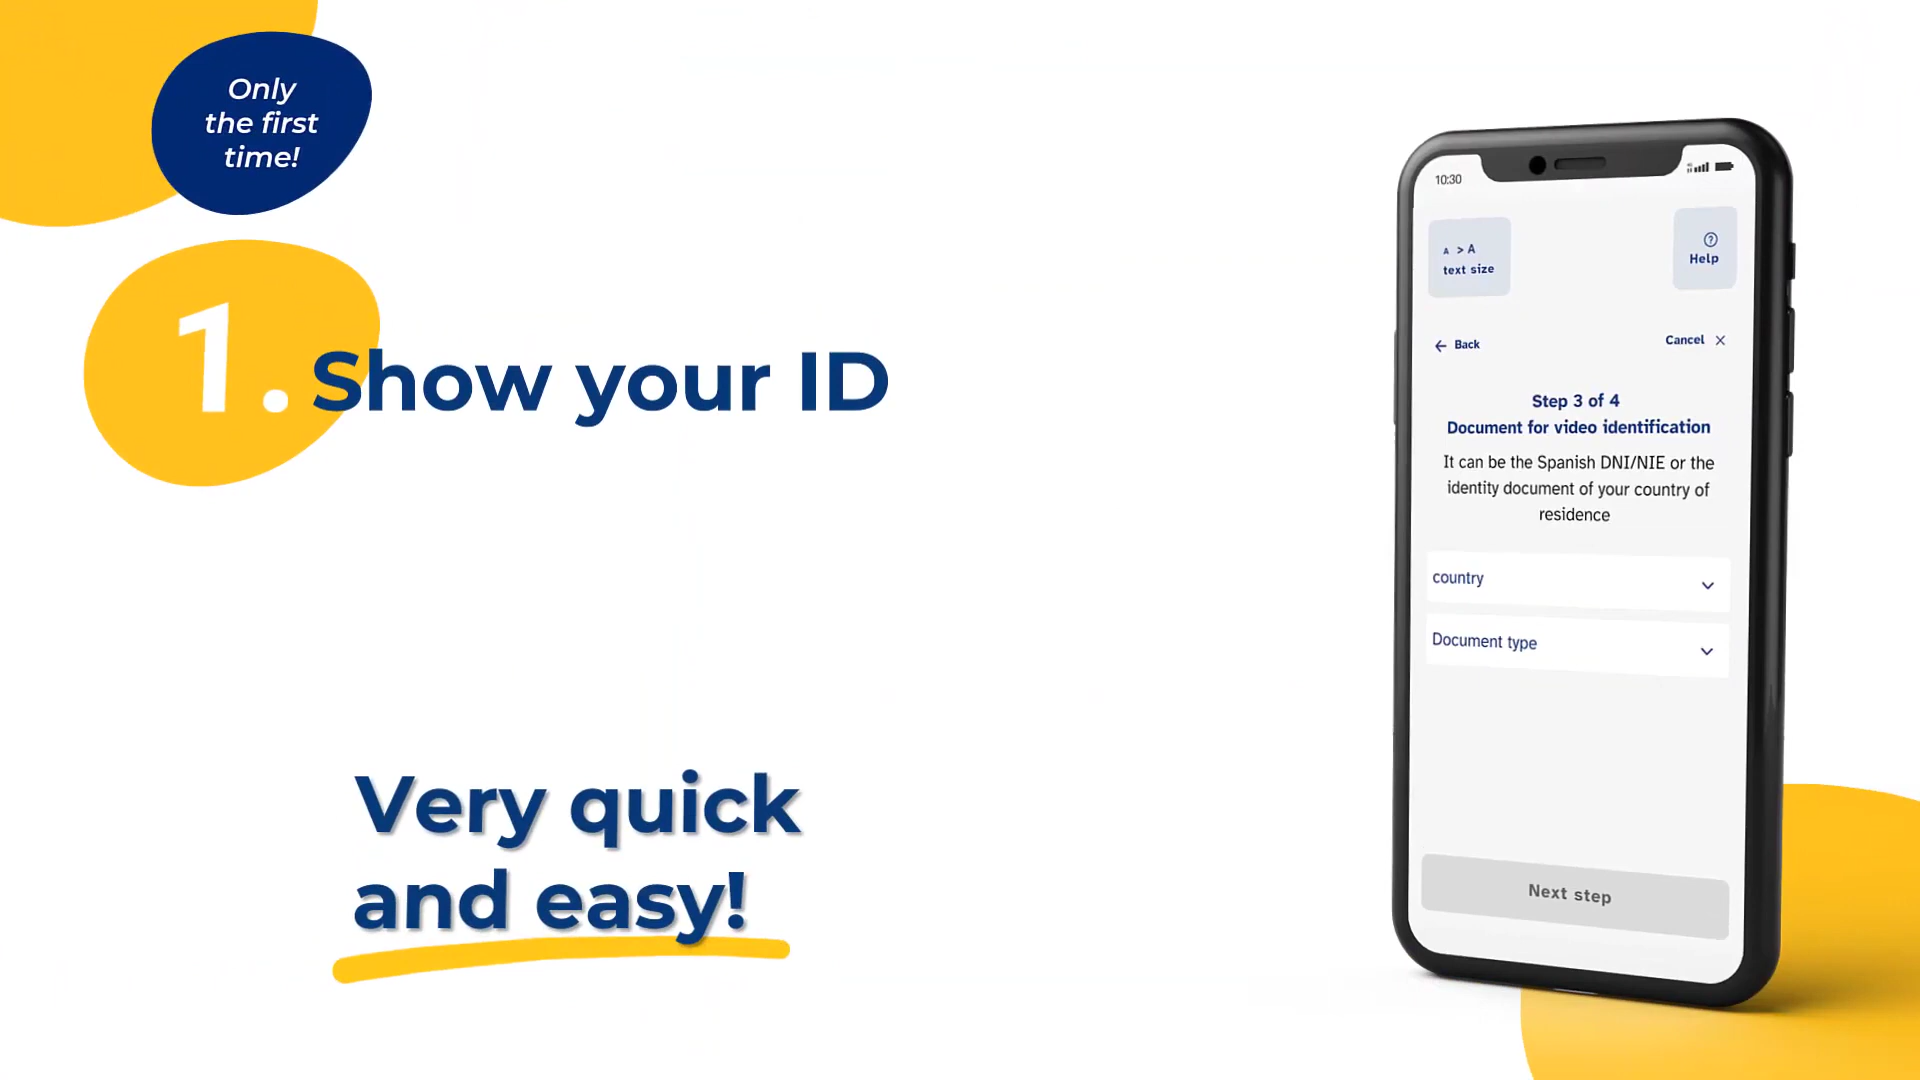 Only
the first
time!
1.
Show your ID
Very quick
and easy!
10:30
A > A
text size
? Help
Back
Cancel X
Step 3 of 4
Document for video identification
It can be the Spanish DNI/NIE or the
identity document of your country of
residence
country
Document type
Next step